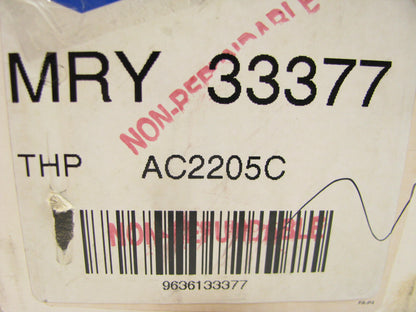 MRY 33377
NON-REFUNDABLE
THP AC2205C
NON-REFUNDABLE
9636133377